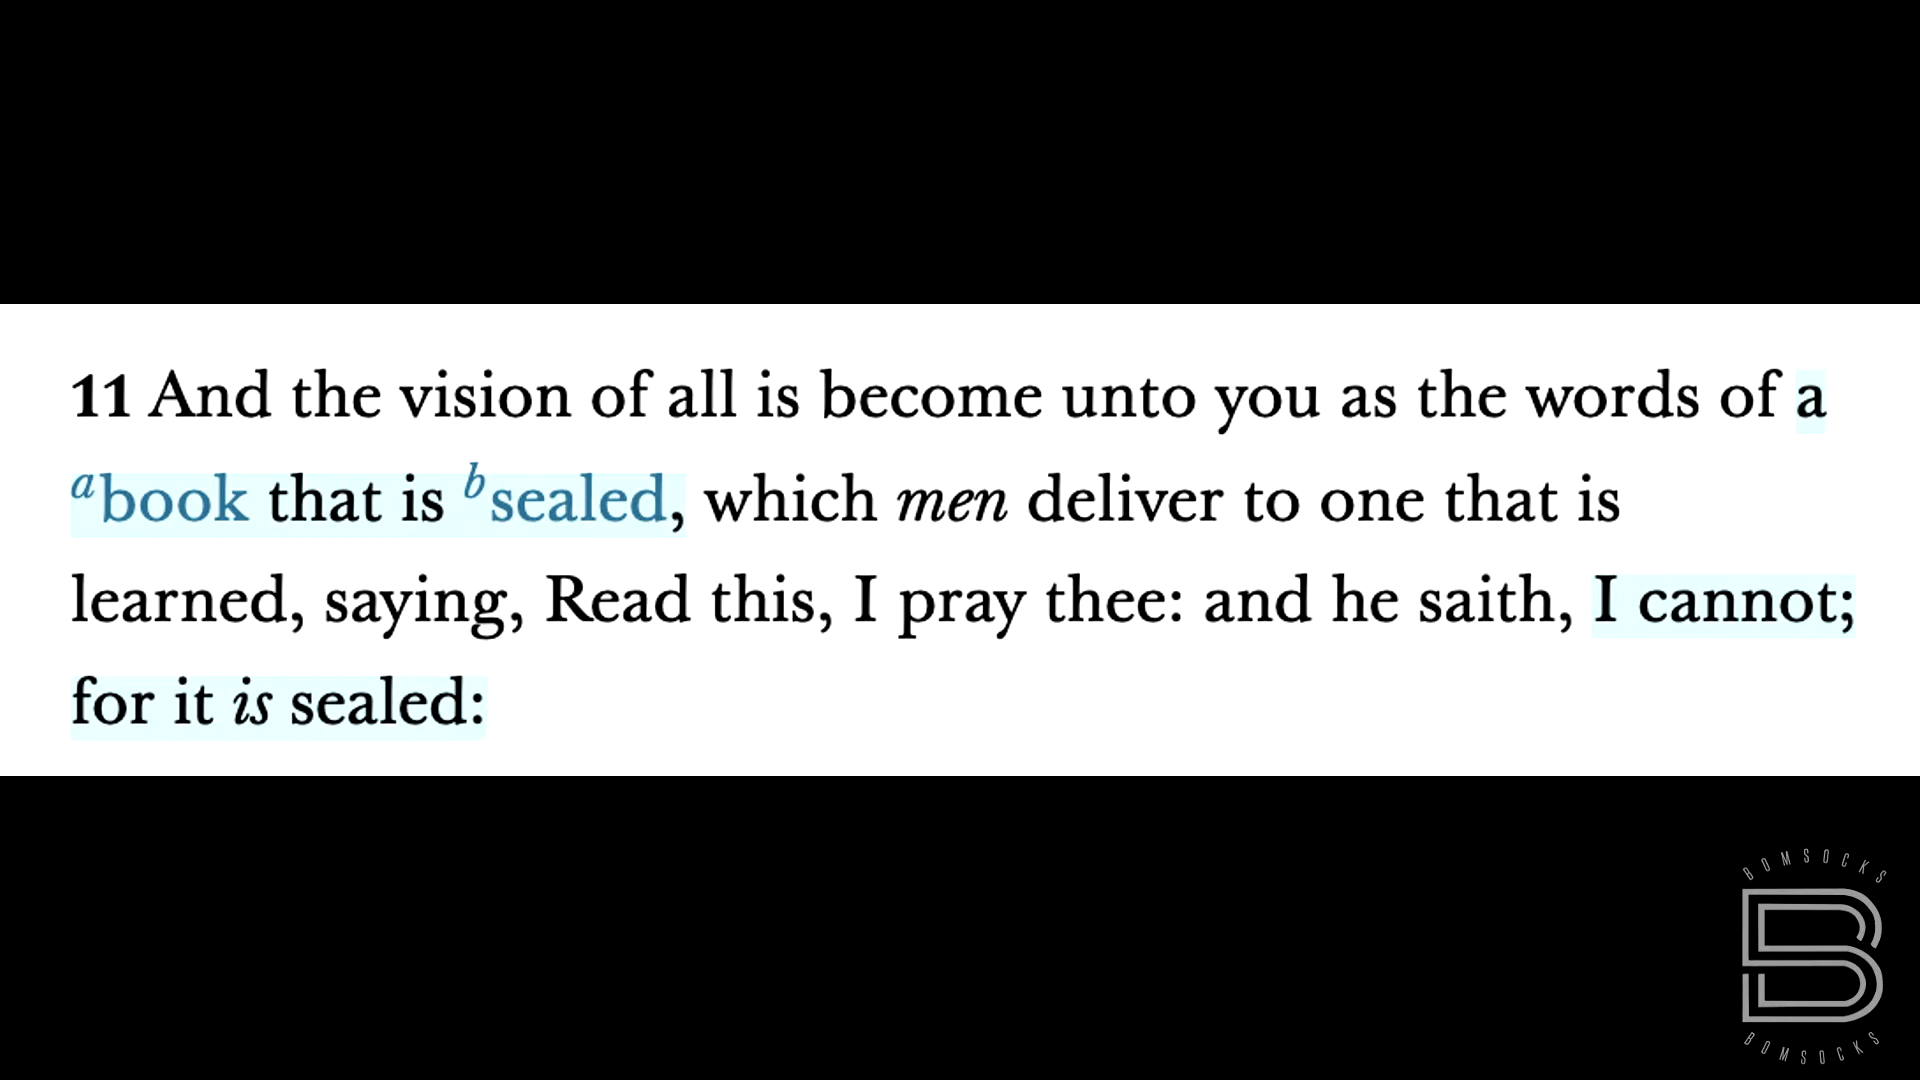 11 And the vision of all is become unto you as the words of a
a book that is b sealed, which men deliver to one that is
learned, saying, Read this, I pray thee: and he saith, I cannot;
for it is sealed:
BOMSOCKS
B
BOMSOCKS